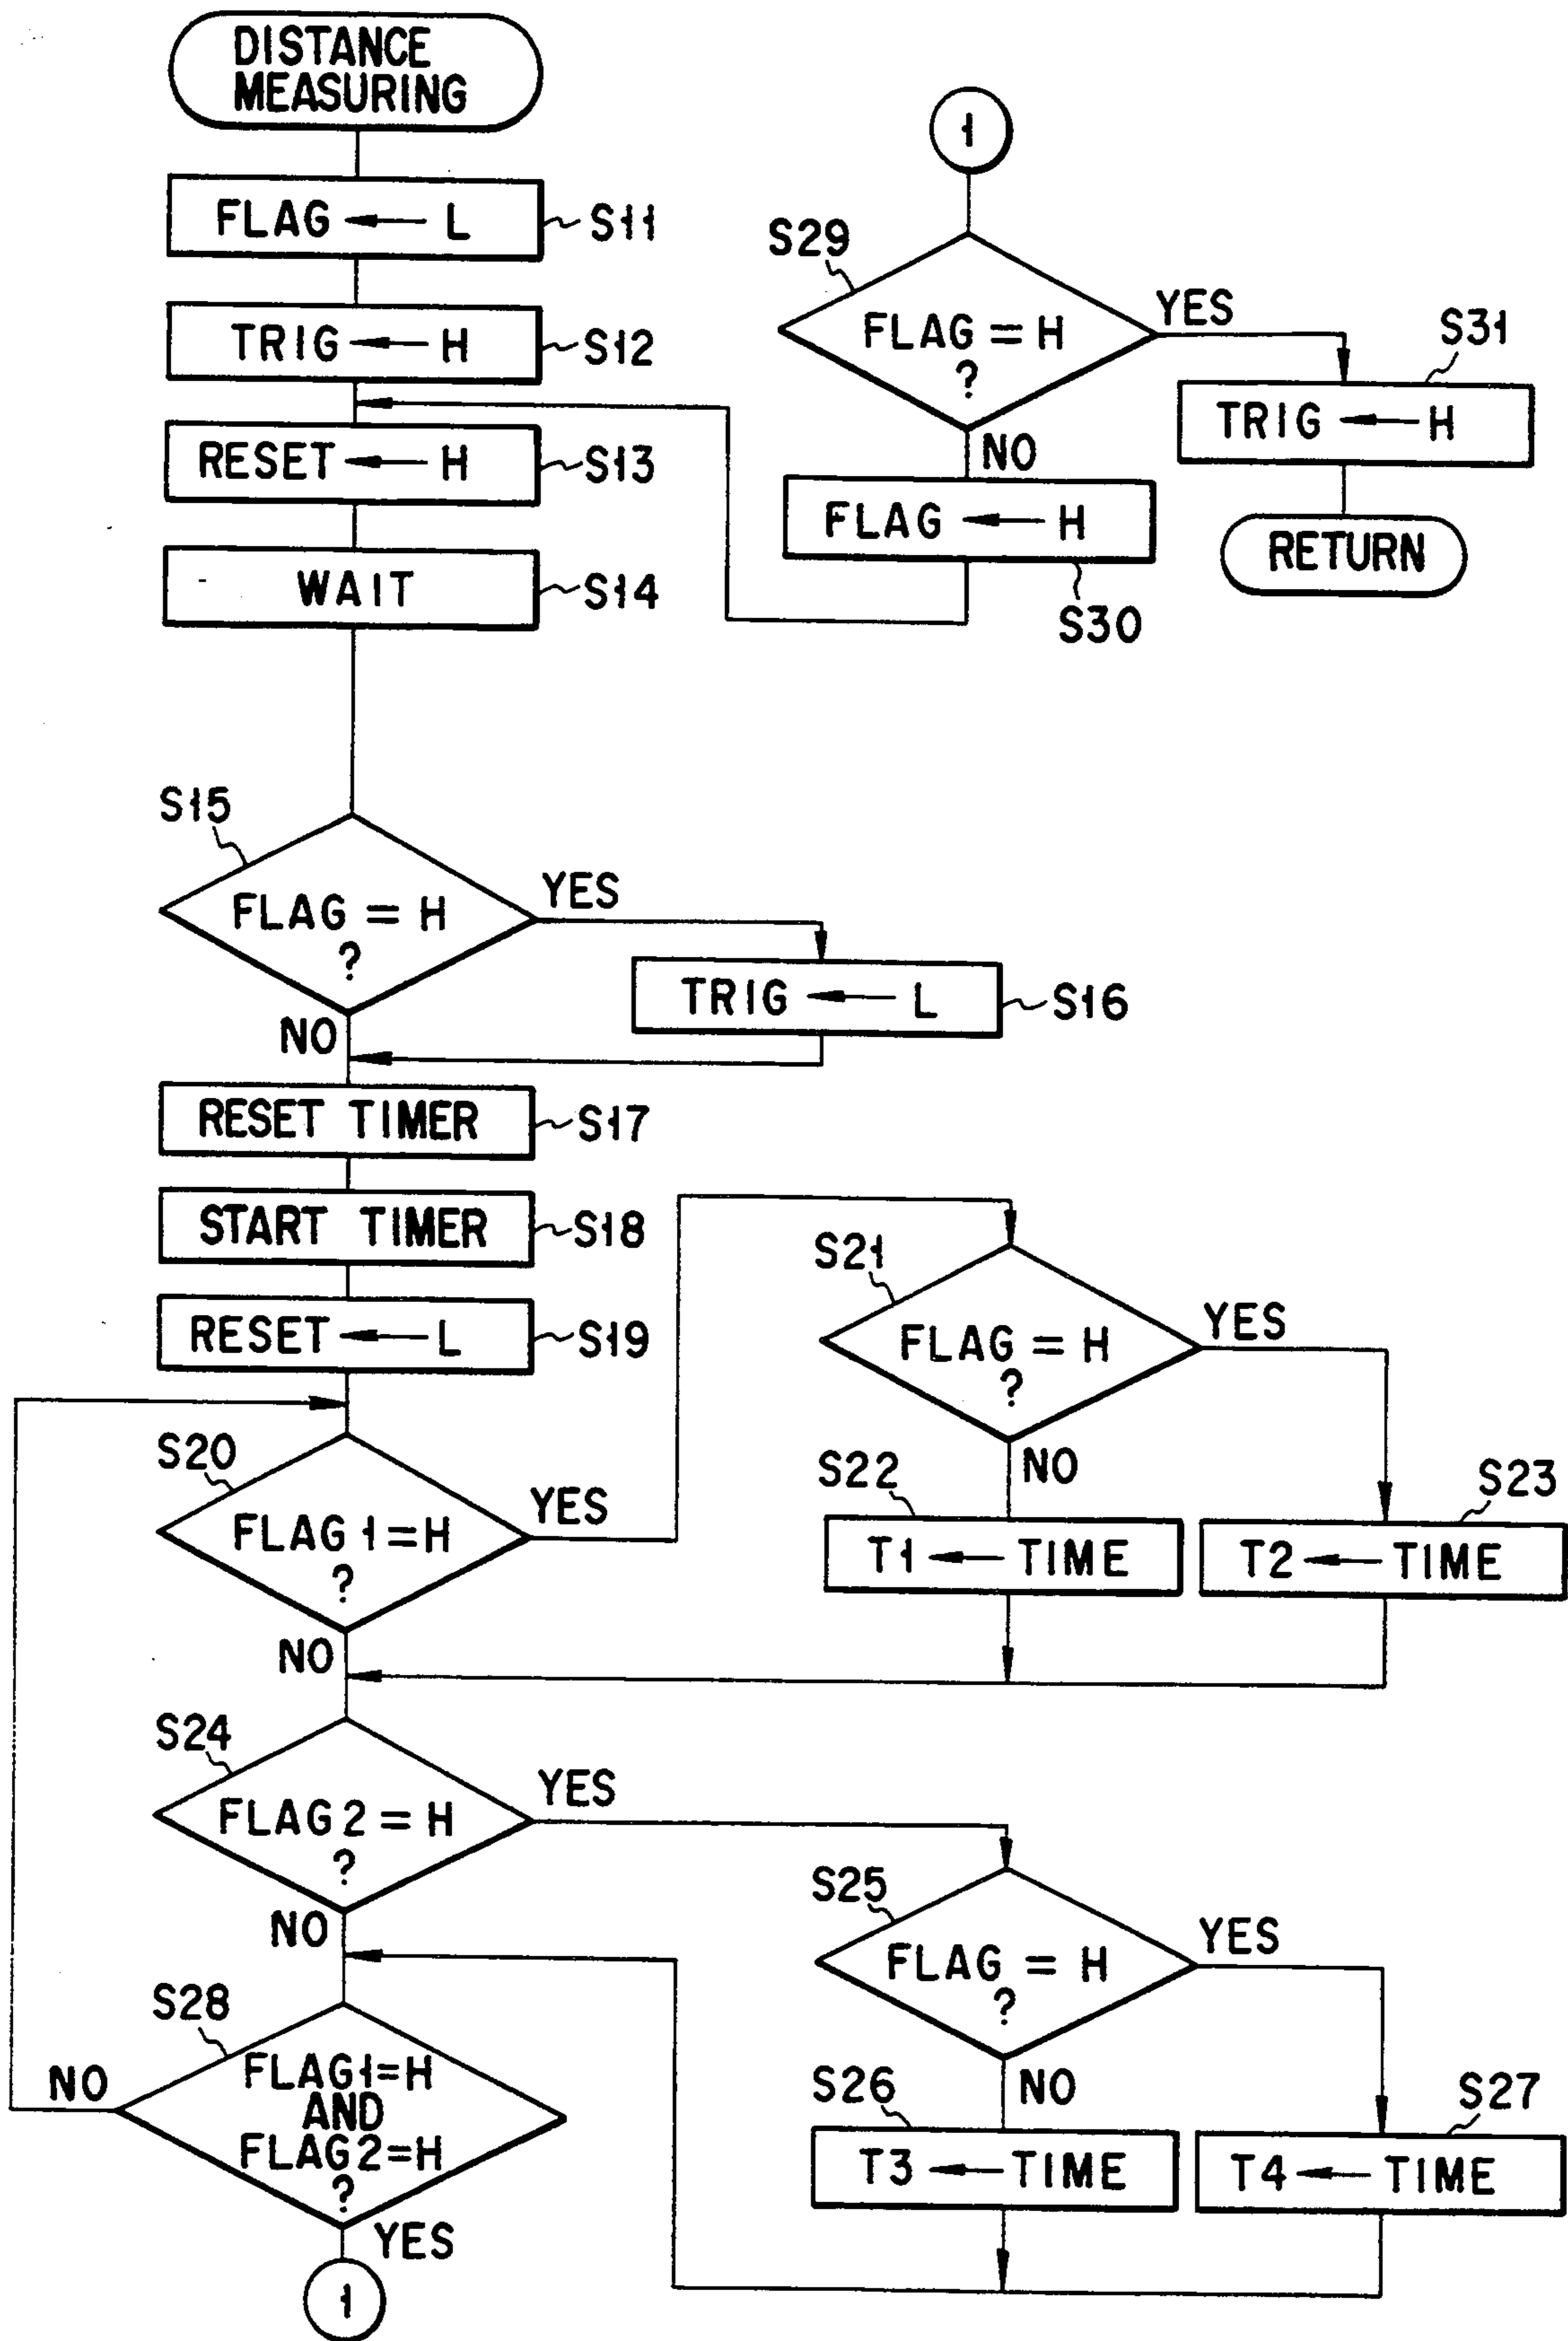 DISTANCE
MEASURING
FLAG ← L
S11
TRIG ← H
S12
RESET ← H
S13
WAIT
S14
1
S29
FLAG = H
?
YES
NO
S31
TRIG ← H
FLAG ← H
S30
RETURN
S15
FLAG = H
?
YES
NO
TRIG ← L
S16
RESET TIMER
S17
START TIMER
S18
RESET ← L
S19
S20
FLAG 1 = H
?
YES
NO
S21
FLAG = H
?
YES
NO
S22
T1 ← TIME
S23
T2 ← TIME
S24
FLAG 2 = H
?
YES
NO
S25
FLAG = H
?
YES
NO
S26
T3 ← TIME
S27
T4 ← TIME
S28
FLAG1=H
AND
FLAG2=H
?
NO
YES
1